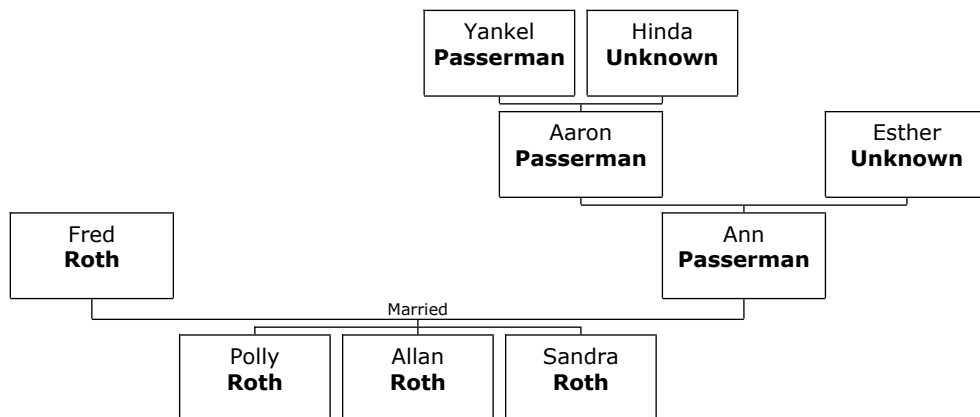 Yankel
Passerman
Hinda
Unknown
Aaron
Passerman
Esther
Unknown
Fred
Roth
Ann
Passerman
Married
Polly
Roth
Allan
Roth
Sandra
Roth